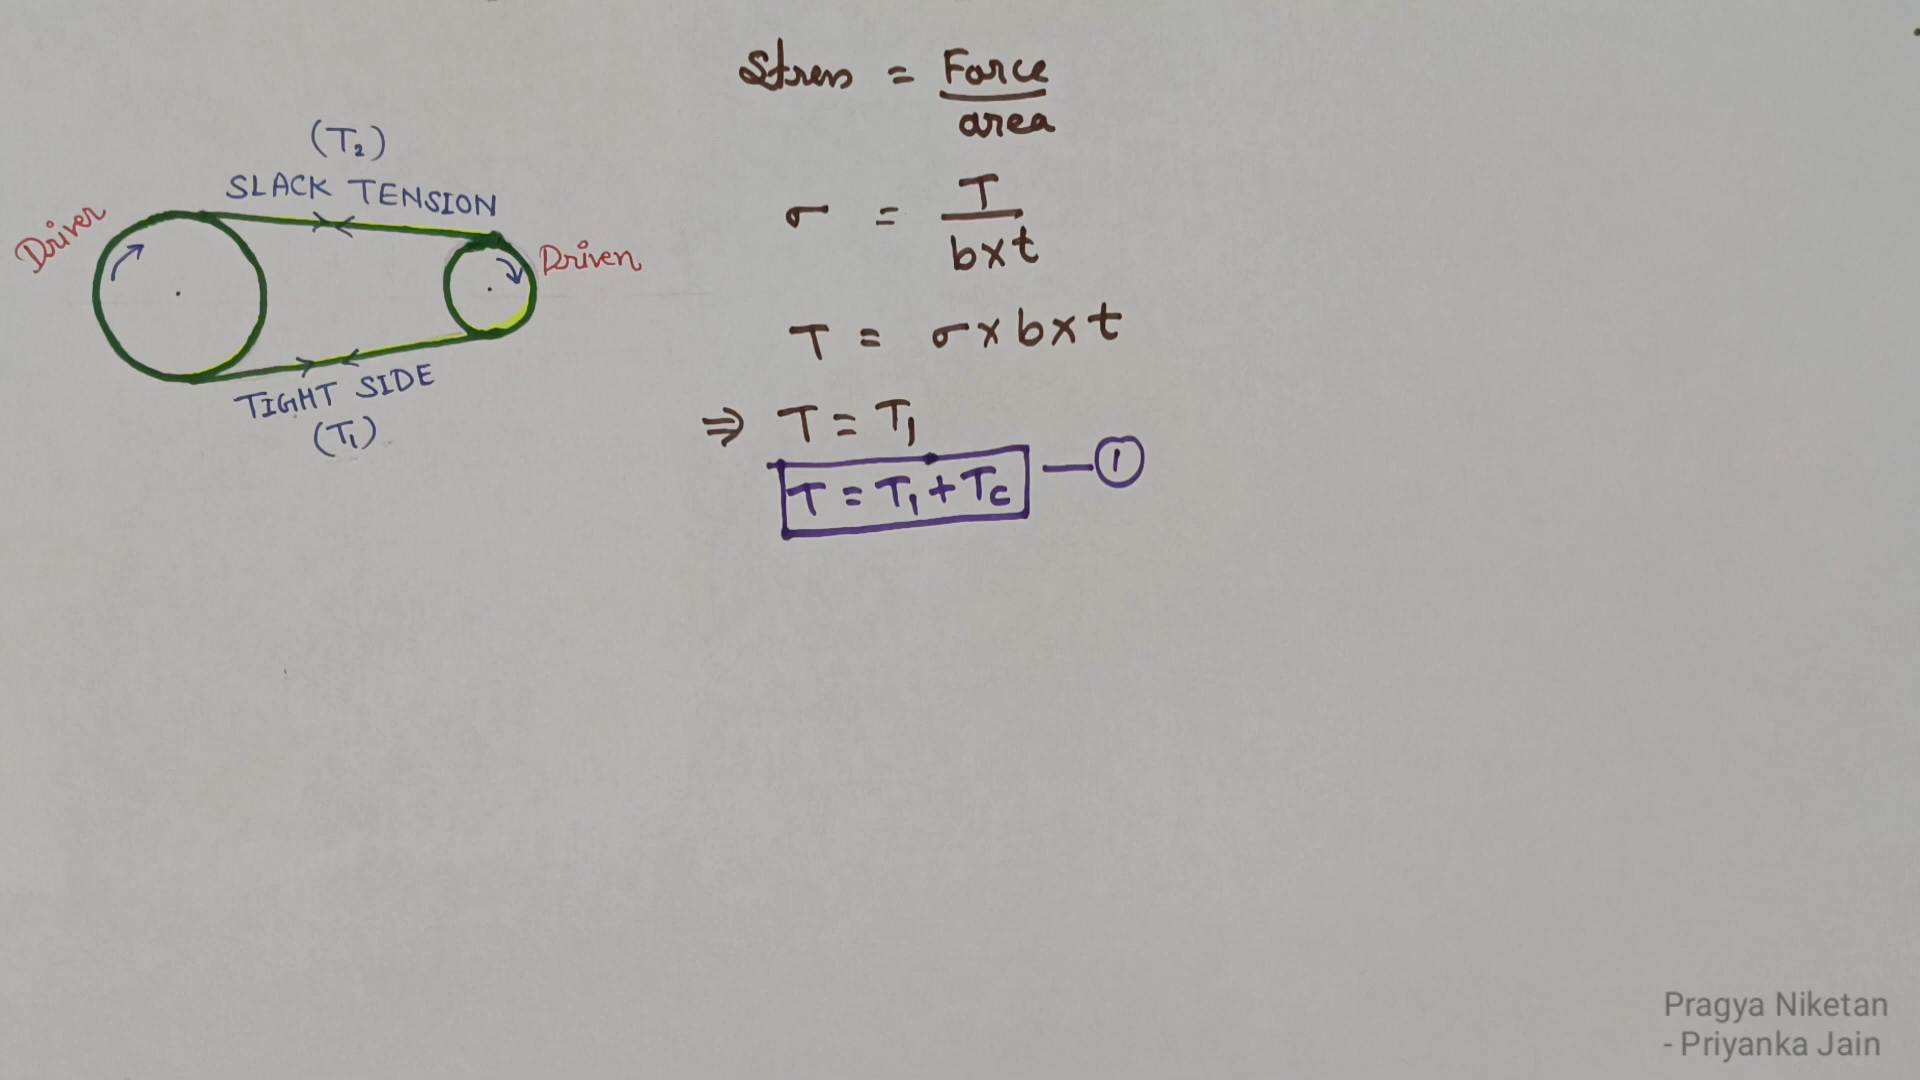 (T₂)
SLACK TENSION
Driver
Driven
TIGHT SIDE
(T₁)
Stress = Force
area
σ = T
b×t
T = σ×b×t
⇒ T = T₁
T = T₁ + Tc — ①
Pragya Niketan
- Priyanka Jain